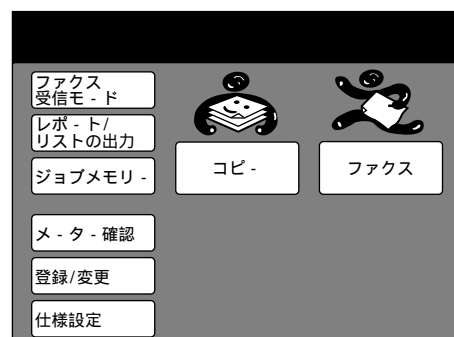 ファクス
受信モ-ド
レポ-ト/
リストの出力
ジョブメモリ-
コピ-
ファクス
メ-タ-確認
登録/変更
仕様設定